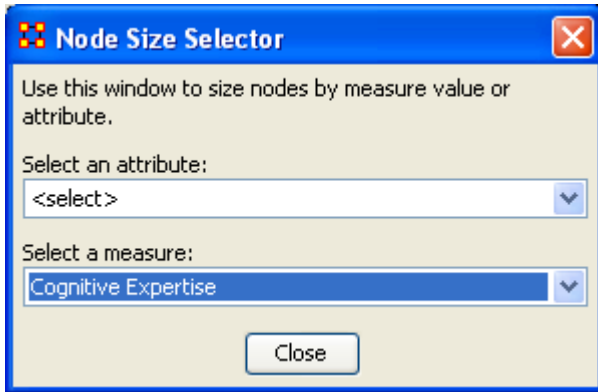 Node Size Selector
Use this window to size nodes by measure value or
attribute.
Select an attribute:
<select>
Select a measure:
Cognitive Expertise
Close